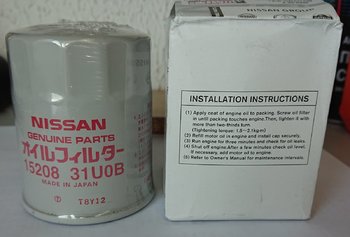 NISSAN
GENUINE PARTS
オイルフィルター
15208 31U0B
MADE IN JAPAN
T8Y12
NISSAN GROUP
INSTALLATION INSTRUCTIONS
(1) Apply coat of engine oil to packing. Screw oil filter
in until packing touches engine. Then, tighten it with
more than two-thirds turn.
(Tightening torque: 1.5~2.1kg-m)
(2) Refill motor oil in engine and install cap securely.
(3) Run engine for three minutes and check for oil leaks.
(4) Shut off engine. After a few minutes check oil level.
If necessary, add more oil to engine.
(5) Refer to Owner's Manual for maintenance intervals.